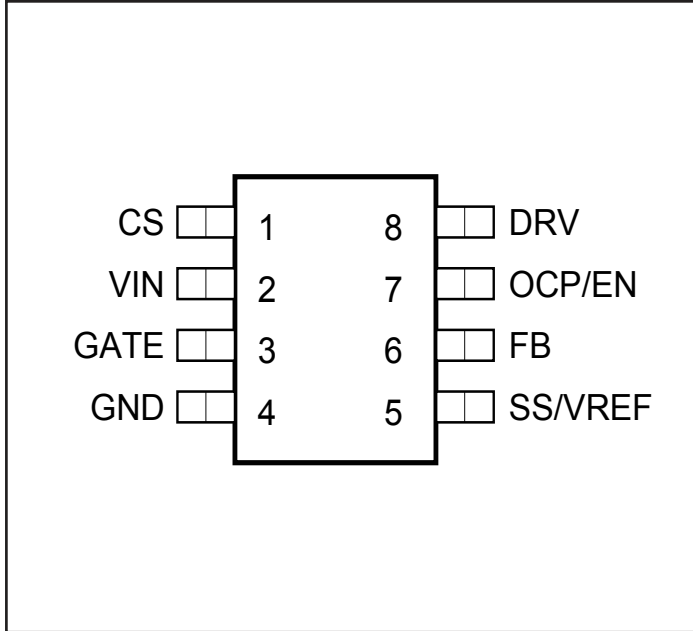 CS 1 8 DRV
VIN 2 7 OCP/EN
GATE 3 6 FB
GND 4 5 SS/VREF